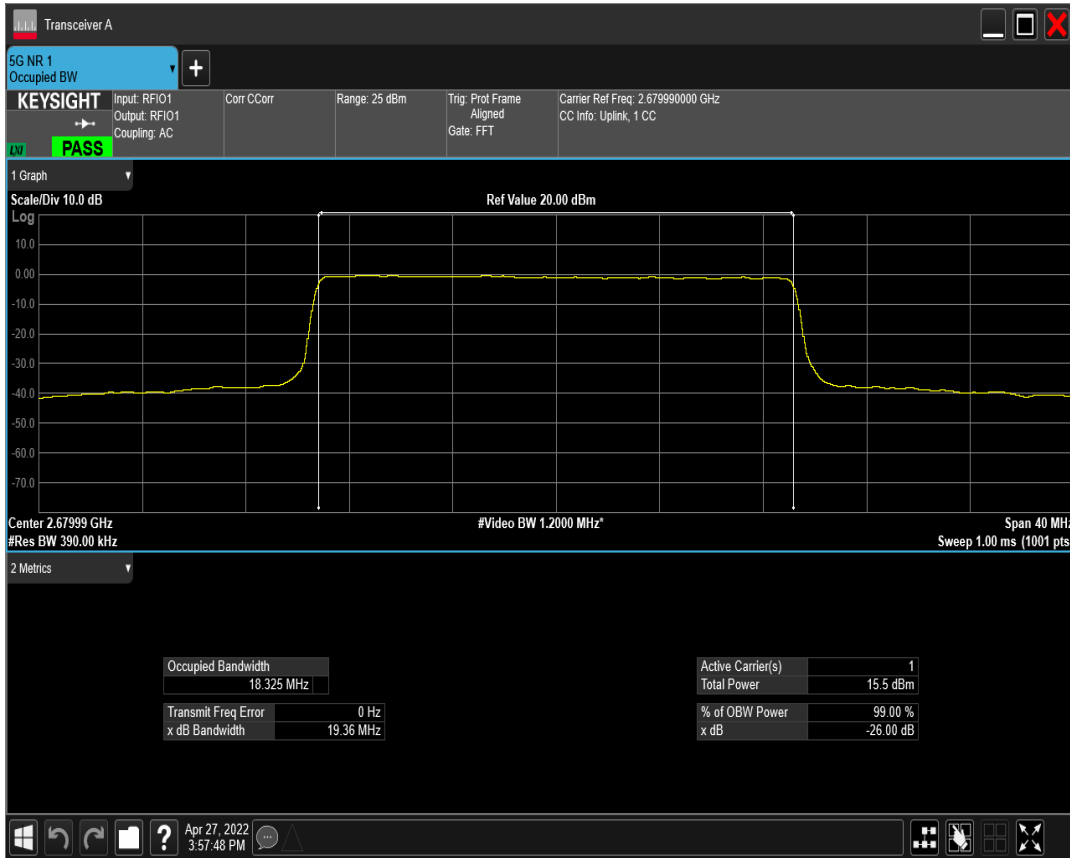 Transceiver A
5G NR 1
Occupied BW
KEYSIGHT
LXI
PASS
Input: RFIO1
Output: RFIO1
Coupling: AC
Corr CCorr
Range: 25 dBm
Trig: Prot Frame
Aligned
Gate: FFT
Carrier Ref Freq: 2.679990000 GHz
CC Info: Uplink, 1 CC
1 Graph
Scale/Div 10.0 dB
Ref Value 20.00 dBm
Log
10.0
0.00
-10.0
-20.0
-30.0
-40.0
-50.0
-60.0
-70.0
Center 2.67999 GHz
#Video BW 1.2000 MHz*
Span 40 MHz
#Res BW 390.00 kHz
Sweep 1.00 ms (1001 pts
2 Metrics
Occupied Bandwidth
18.325 MHz
Transmit Freq Error 0 Hz
x dB Bandwidth 19.36 MHz
Active Carrier(s) 1
Total Power 15.5 dBm
% of OBW Power 99.00 %
x dB -26.00 dB
?
Apr 27, 2022
3:57:48 PM